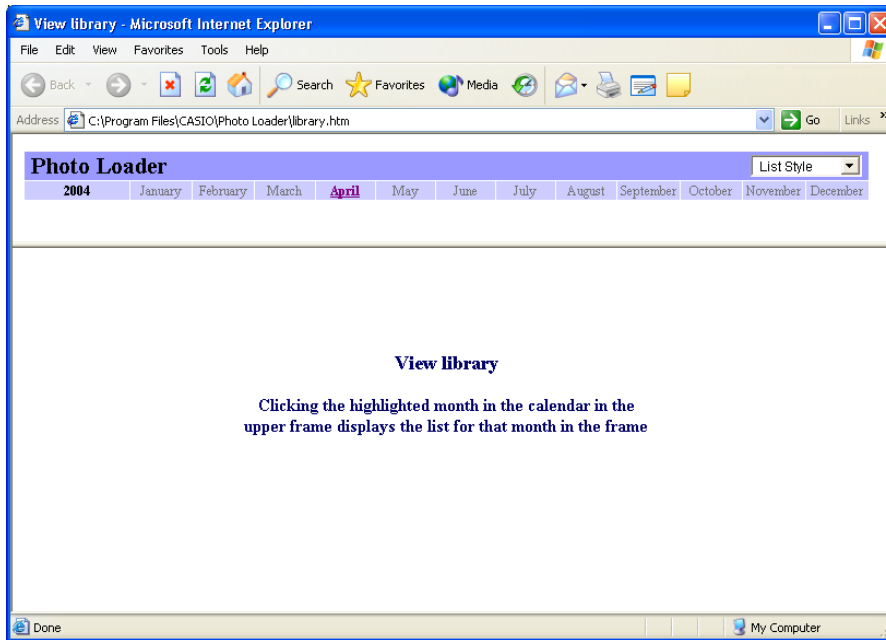 View library - Microsoft Internet Explorer
File Edit View Favorites Tools Help
Back Search Favorites Media
Address C:\Program Files\CASIO\Photo Loader\library.htm Go Links »
Photo Loader List Style
2004 January February March April May June July August September October November December
View library
Clicking the highlighted month in the calendar in the
upper frame displays the list for that month in the frame
Done My Computer